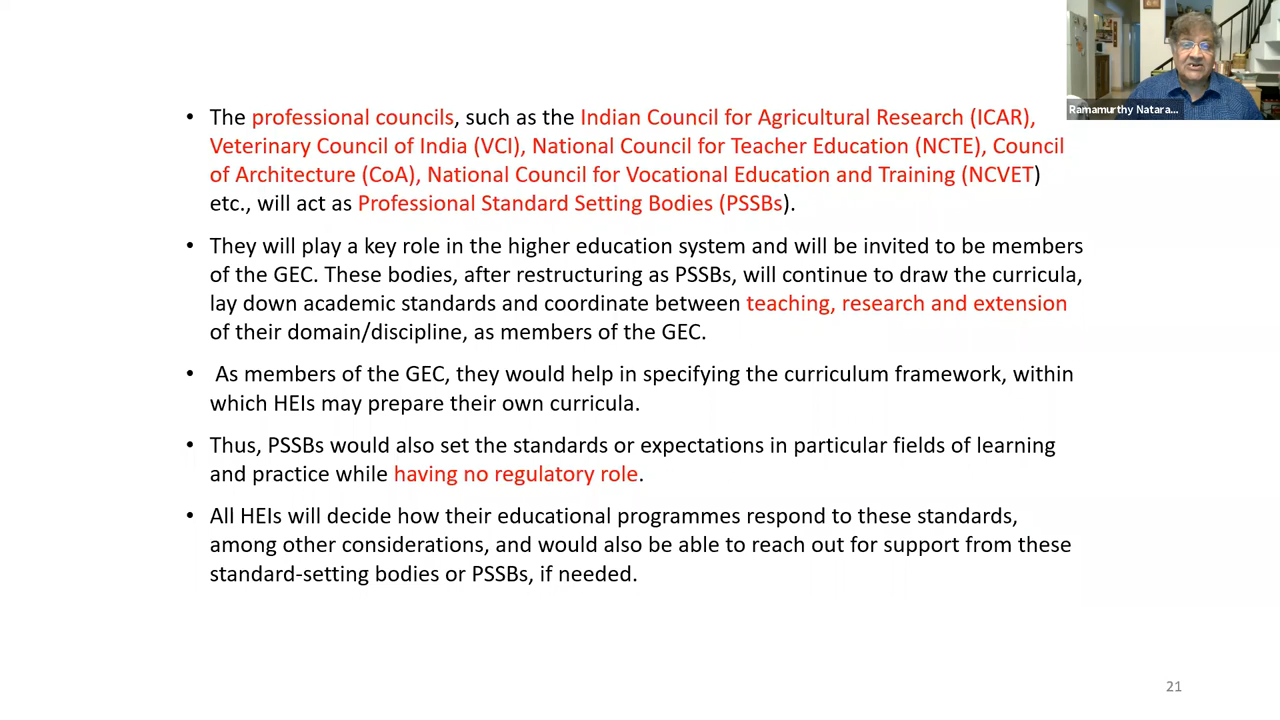 Ramamurthy Natara...
• The professional councils, such as the Indian Council for Agricultural Research (ICAR),
Veterinary Council of India (VCI), National Council for Teacher Education (NCTE), Council
of Architecture (CoA), National Council for Vocational Education and Training (NCVET)
etc., will act as Professional Standard Setting Bodies (PSSBs).
• They will play a key role in the higher education system and will be invited to be members
of the GEC. These bodies, after restructuring as PSSBs, will continue to draw the curricula,
lay down academic standards and coordinate between teaching, research and extension
of their domain/discipline, as members of the GEC.
• As members of the GEC, they would help in specifying the curriculum framework, within
which HEIs may prepare their own curricula.
• Thus, PSSBs would also set the standards or expectations in particular fields of learning
and practice while having no regulatory role.
• All HEIs will decide how their educational programmes respond to these standards,
among other considerations, and would also be able to reach out for support from these
standard-setting bodies or PSSBs, if needed.
21